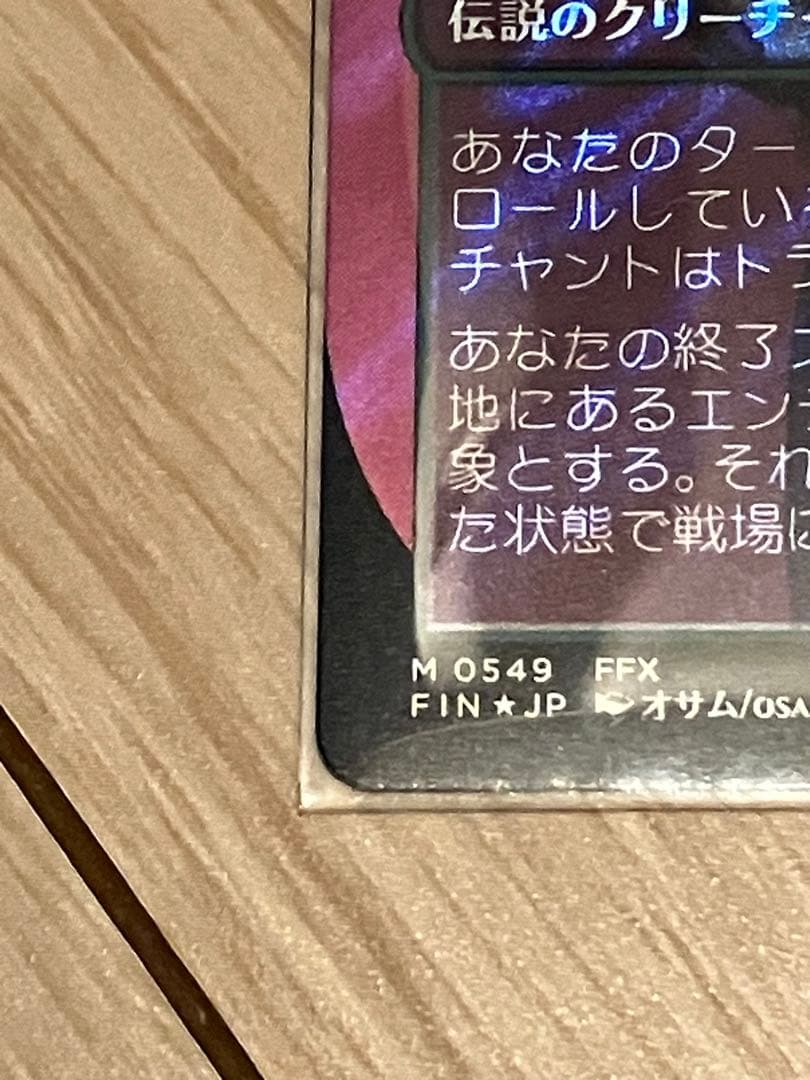 伝説のクリーチ
あなたのター
ロールしてい
チャントはトラ
あなたの終了
地にあるエン
象とする。それ
た状態で戦場に
M 0549 FFX
FIN★JP オサム/OSA